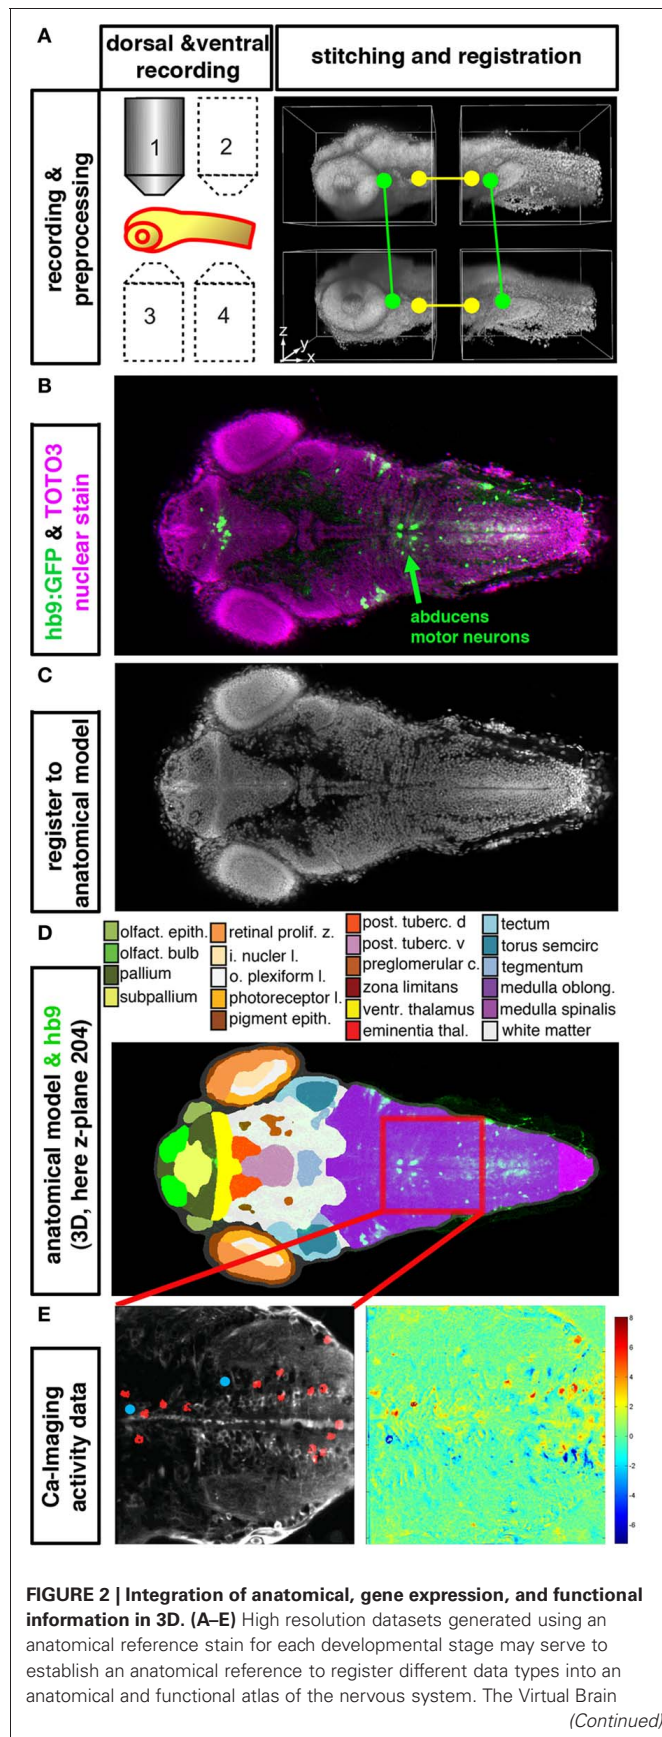 A
dorsal &ventral
recording
stitching and registration
recording &
preprocessing
1
2
3
4
z
y
x
B
hb9:GFP & TOTO3
nuclear stain
abducens
motor neurons
C
register to
anatomical model
D
anatomical model & hb9
(3D, here z-plane 204)
olfact. epith.
olfact. bulb
pallium
subpallium
retinal prolif. z.
i. nucler l.
o. plexiform l.
photoreceptor l.
pigment epith.
post. tuberc. d
post. tuberc. v
preglomerular c.
zona limitans
ventr. thalamus
eminentia thal.
tectum
torus semcirc
tegmentum
medulla oblong.
medulla spinalis
white matter
E
Ca-Imaging
activity data
8
6
4
2
0
-2
-4
-6
FIGURE 2 | Integration of anatomical, gene expression, and functional
information in 3D. (A–E) High resolution datasets generated using an
anatomical reference stain for each developmental stage may serve to
establish an anatomical reference to register different data types into an
anatomical and functional atlas of the nervous system. The Virtual Brain
(Continued)